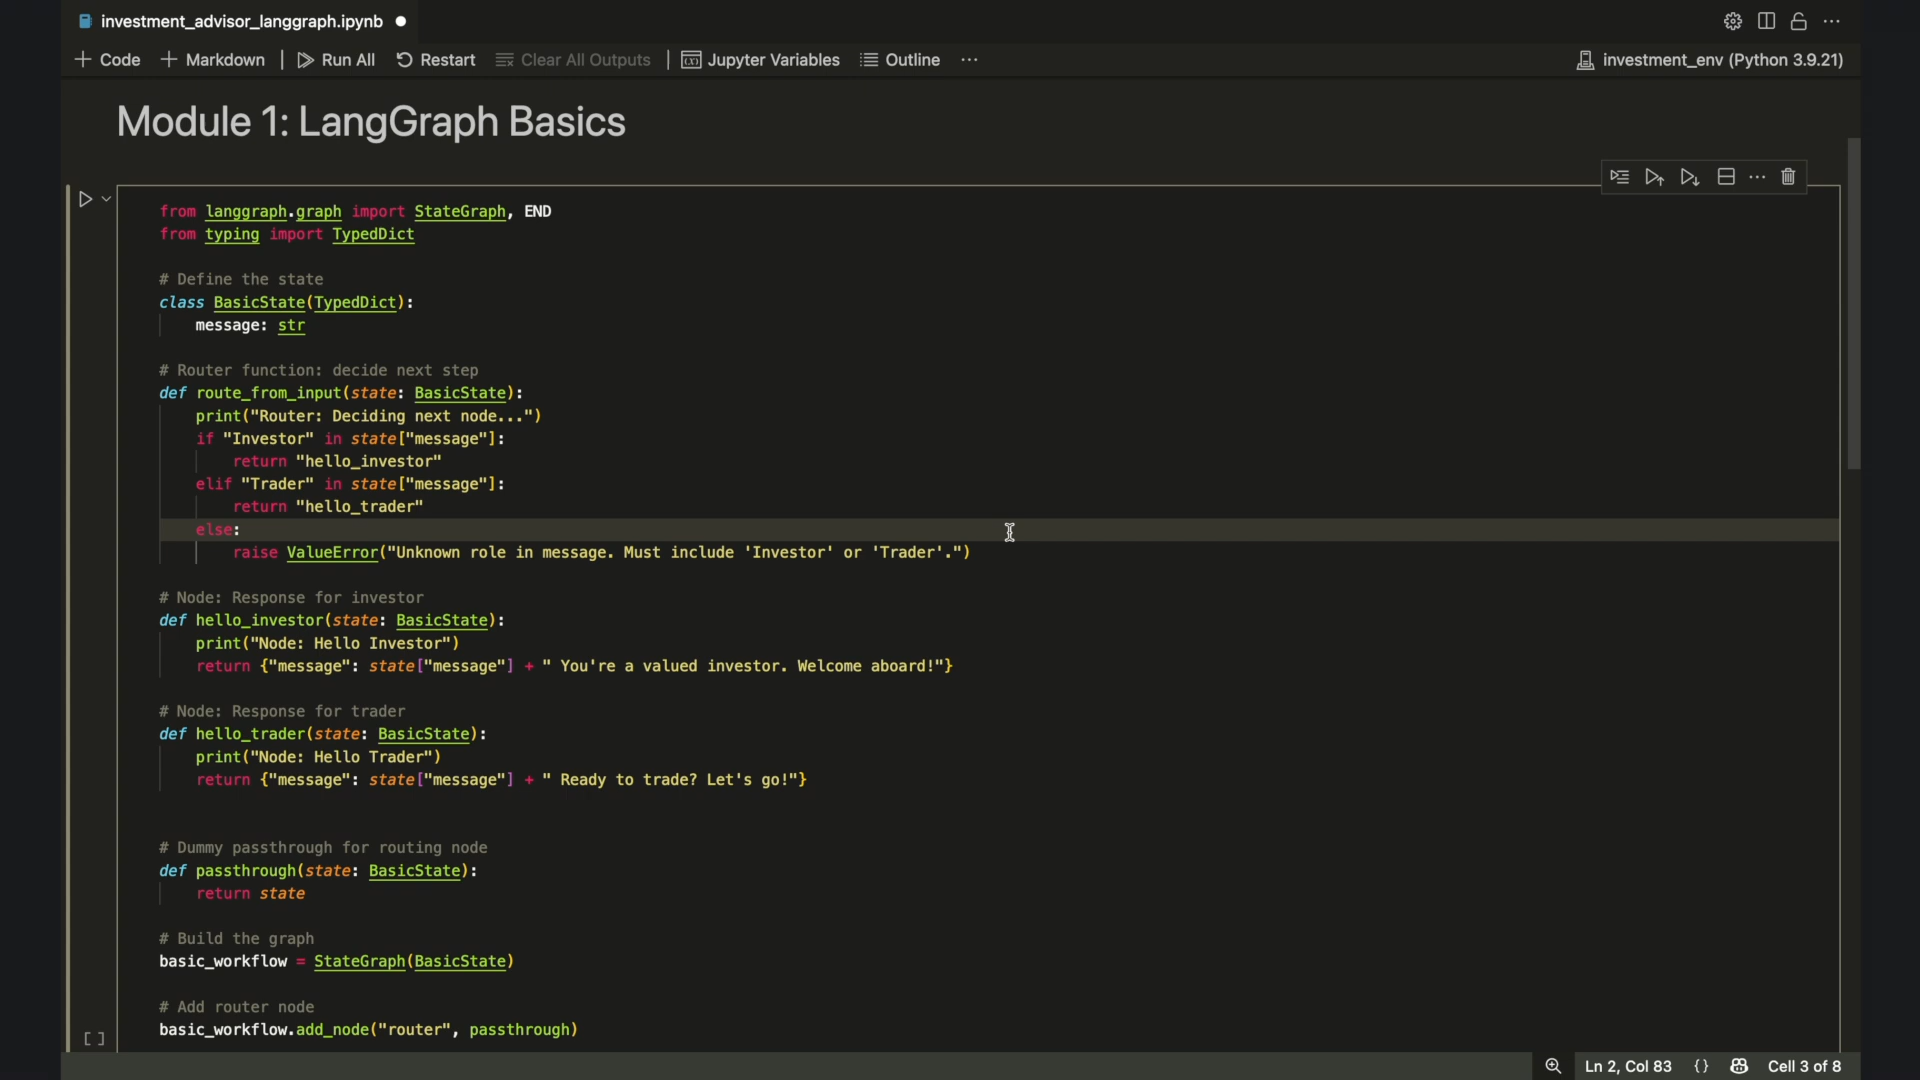 investment_advisor_langgraph.ipynb
Code Markdown Run All Restart Clear All Outputs Jupyter Variables Outline ... investment_env (Python 3.9.21)
Module 1: LangGraph Basics
from langgraph.graph import StateGraph, END
from typing import TypedDict
# Define the state
class BasicState(TypedDict):
message: str
# Router function: decide next step
def route_from_input(state: BasicState):
print("Router: Deciding next node...")
if "Investor" in state["message"]:
return "hello_investor"
elif "Trader" in state["message"]:
return "hello_trader"
else:
raise ValueError("Unknown role in message. Must include 'Investor' or 'Trader'.")
# Node: Response for investor
def hello_investor(state: BasicState):
print("Node: Hello Investor")
return {"message": state["message"] + " You're a valued investor. Welcome aboard!"}
# Node: Response for trader
def hello_trader(state: BasicState):
print("Node: Hello Trader")
return {"message": state["message"] + " Ready to trade? Let's go!"}
# Dummy passthrough for routing node
def passthrough(state: BasicState):
return state
# Build the graph
basic_workflow = StateGraph(BasicState)
# Add router node
basic_workflow.add_node("router", passthrough)
[ ]
Ln 2, Col 83 {} Cell 3 of 8